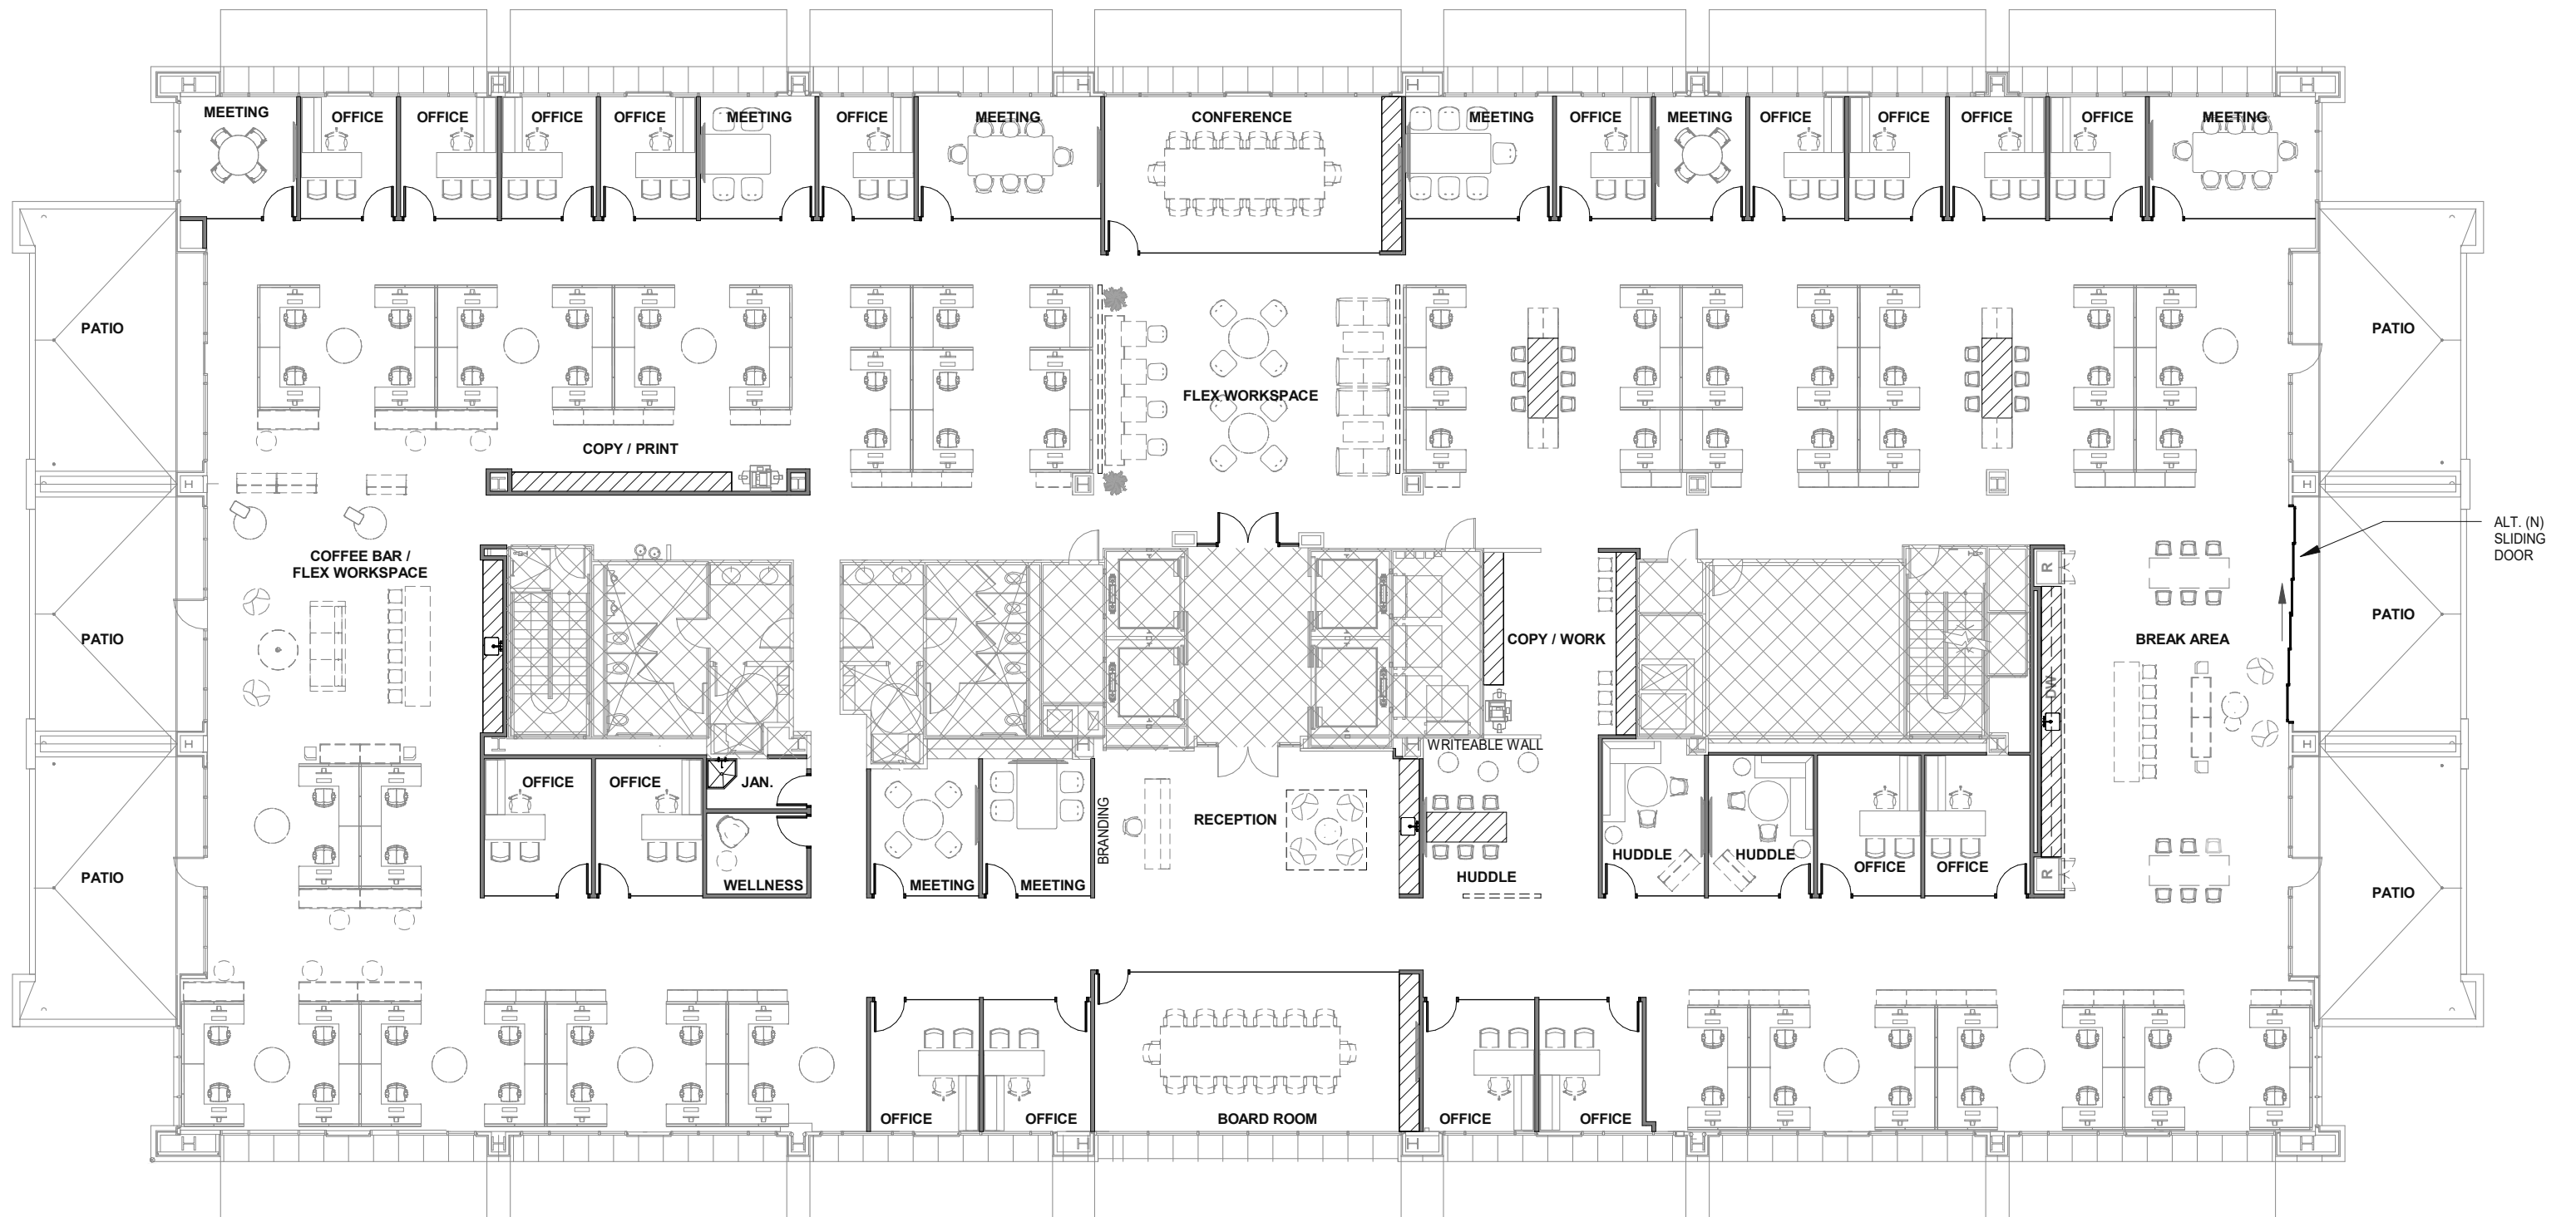 MEETING
OFFICE
OFFICE
OFFICE
OFFICE
MEETING
OFFICE
MEETING
CONFERENCE
MEETING
OFFICE
MEETING
OFFICE
OFFICE
OFFICE
OFFICE
MEETING
PATIO
FLEX WORKSPACE
PATIO
COPY / PRINT
ALT. (N)
SLIDING
DOOR
COFFEE BAR /
FLEX WORKSPACE
R
PATIO
COPY / WORK
BREAK AREA
PATIO
DW
WRITEABLE WALL
OFFICE
OFFICE
JAN.
BRANDING
RECEPTION
HUDDLE
HUDDLE
OFFICE
OFFICE
R
PATIO
WELLNESS
MEETING
MEETING
HUDDLE
PATIO
OFFICE
OFFICE
BOARD ROOM
OFFICE
OFFICE